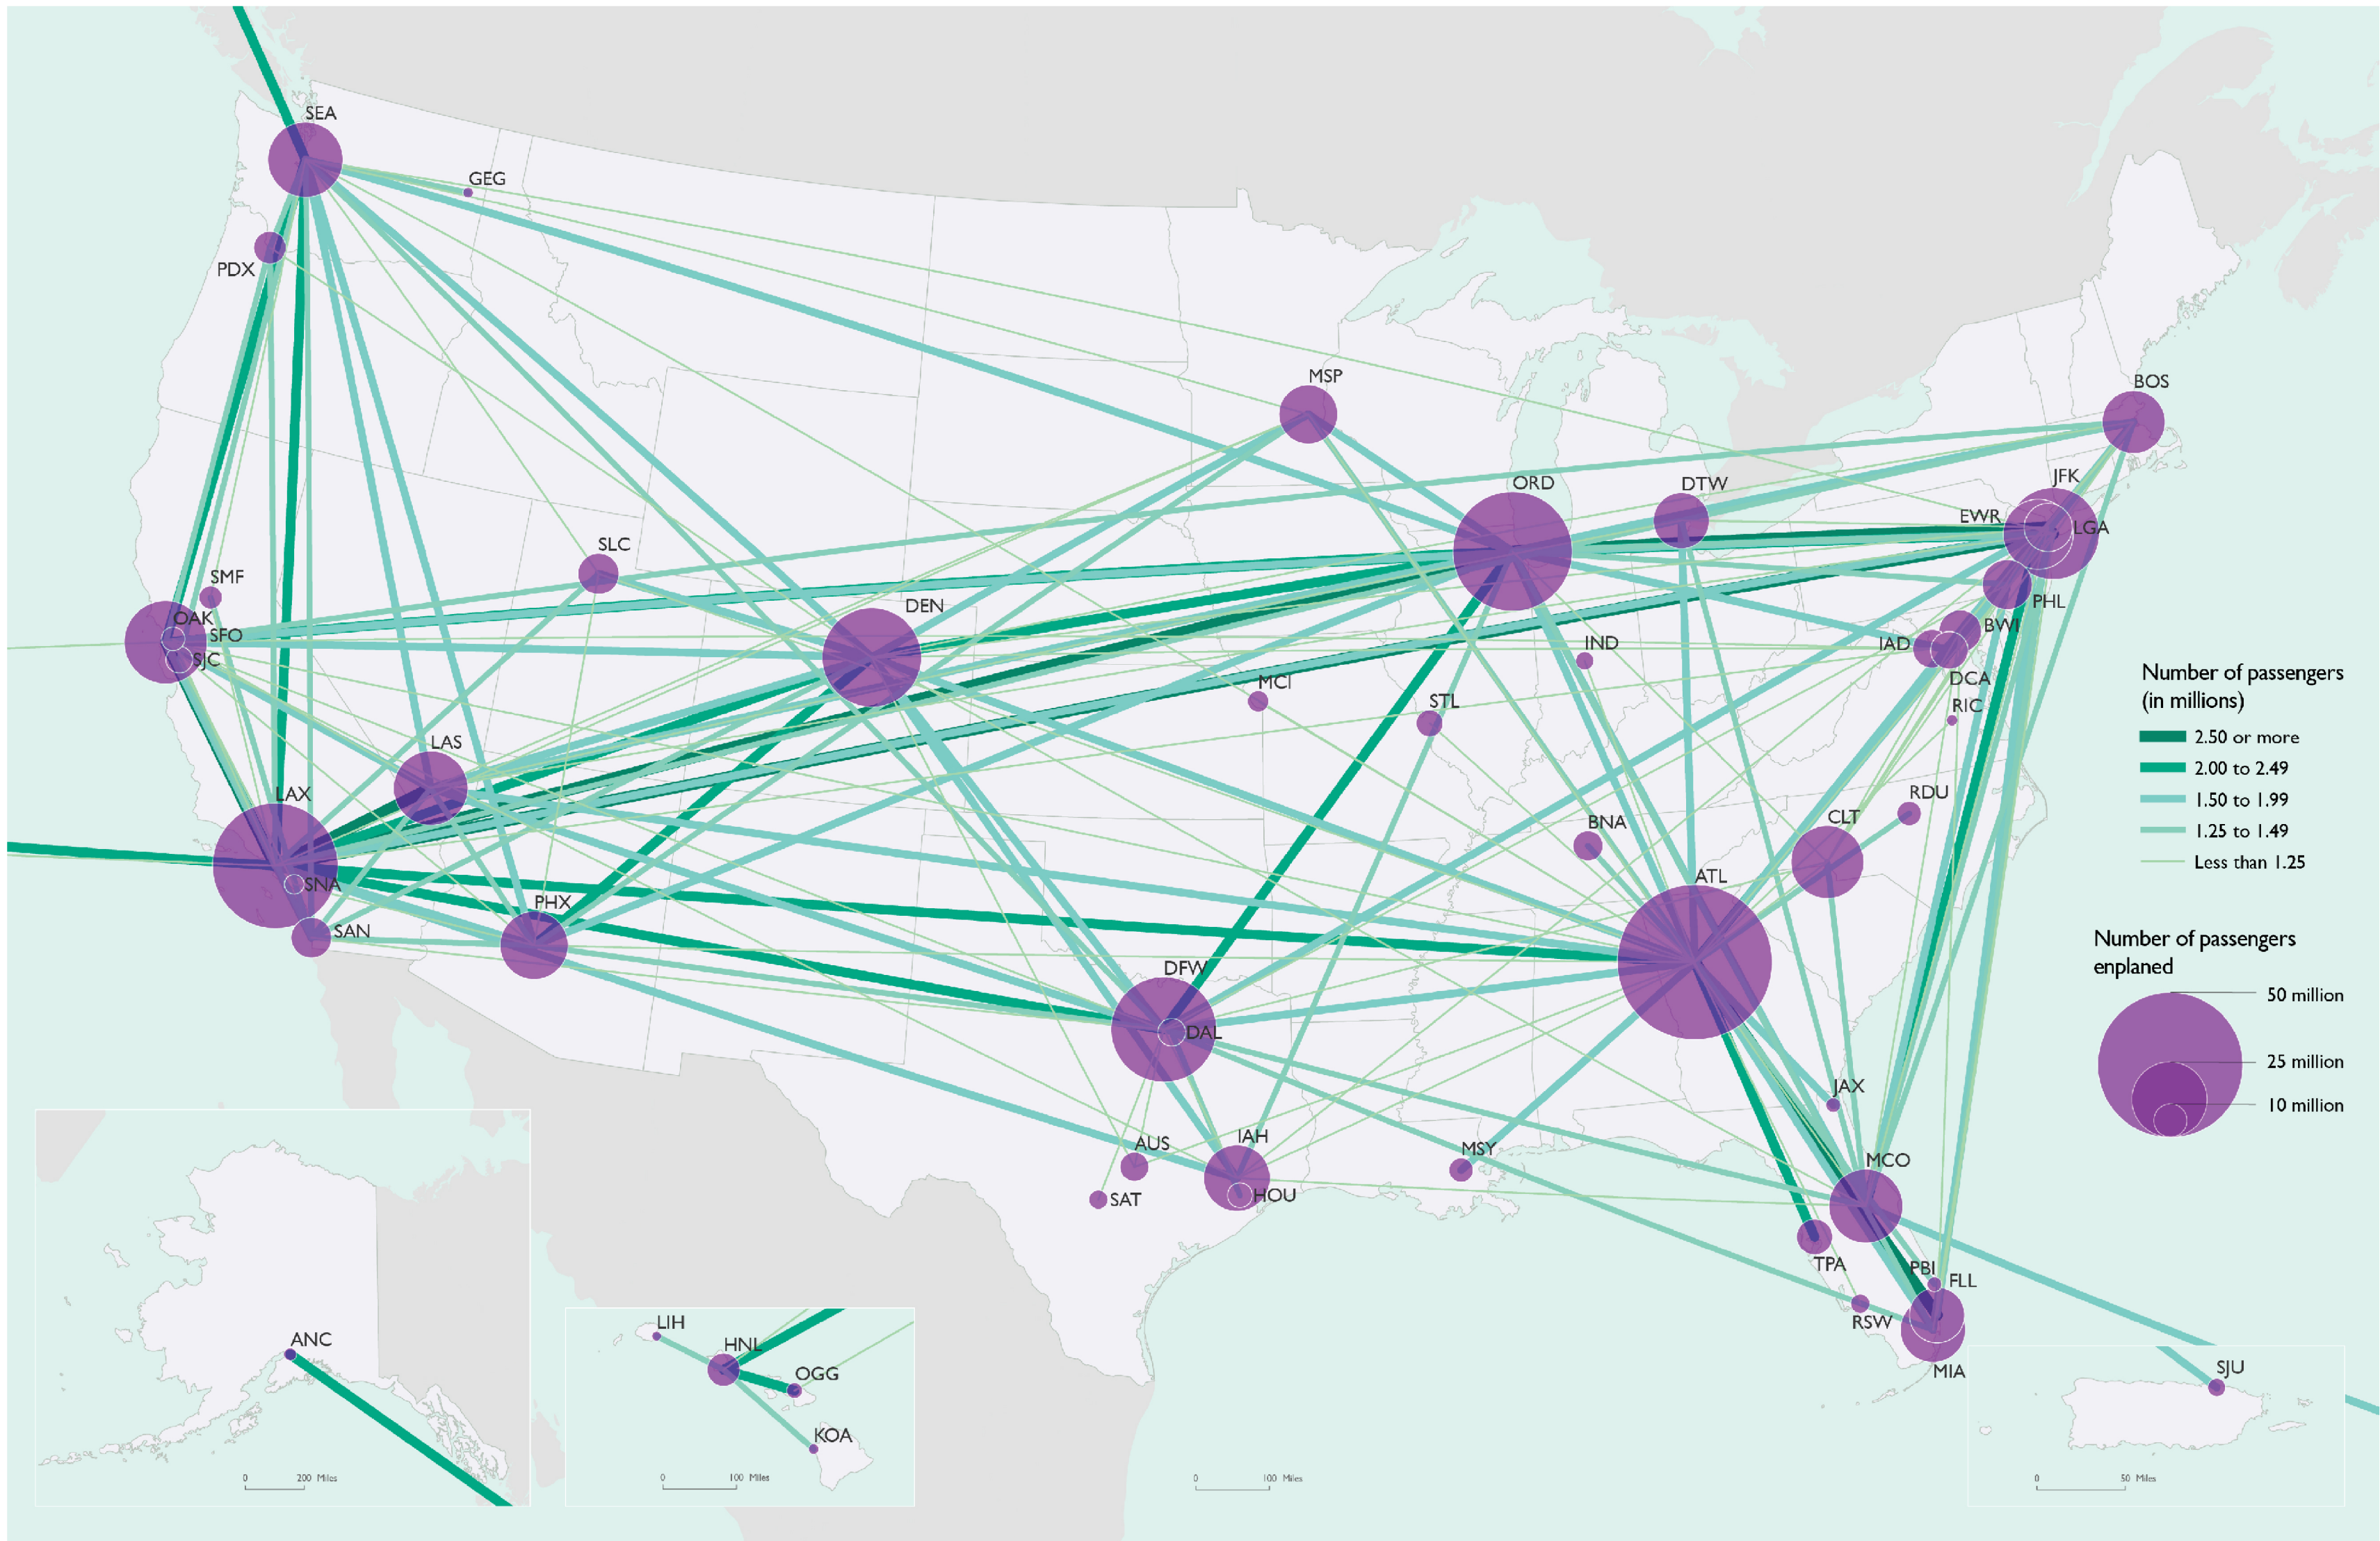 SEA
GEG
PDX
MSP
BOS
ORD
DTW
JFK
EWR
LGA
SLC
SMF
OAK
SFO
SJC
DEN
PHL
BWI
IAD
DCA
RIC
IND
MCI
STL
LAS
LAX
SNA
SAN
PHX
BNA
CLT
RDU
ATL
DFW
DAL
JAX
AUS
IAH
SAT
HOU
MSY
MCO
TPA
PBI
FLL
RSW
MIA
Number of passengers
(in millions)
2.50 or more
2.00 to 2.49
1.50 to 1.99
1.25 to 1.49
Less than 1.25
Number of passengers
enplaned
50 million
25 million
10 million
ANC
0 200 Miles
LIH
HNL
OGG
KOA
0 100 Miles
0 100 Miles
SJU
0 50 Miles